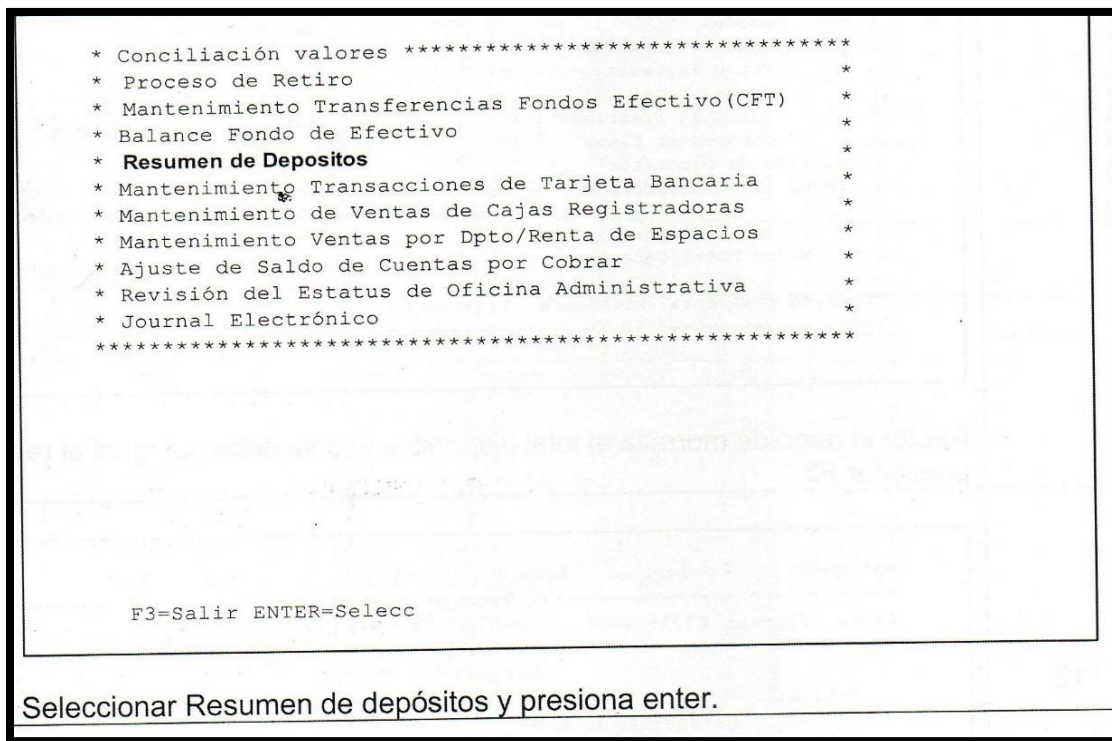 * Conciliación valores *********************************
* Proceso de Retiro *
* Mantenimiento Transferencias Fondos Efectivo(CFT) *
* Balance Fondo de Efectivo *
* Resumen de Depositos *
* Mantenimiento Transacciones de Tarjeta Bancaria *
* Mantenimiento de Ventas de Cajas Registradoras *
* Mantenimiento Ventas por Dpto/Renta de Espacios *
* Ajuste de Saldo de Cuentas por Cobrar *
* Revisión del Estatus de Oficina Administrativa *
* Journal Electrónico *
********************************************************
F3=Salir ENTER=Selecc
Seleccionar Resumen de depósitos y presiona enter.